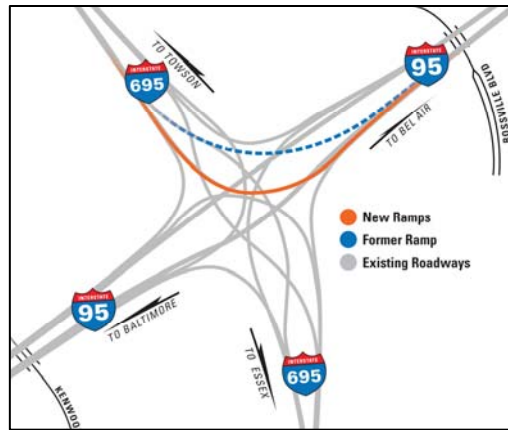 INTERSTATE
695
TO TOWSON
INTERSTATE
95
ROSSVILLE BLVD
TO BEL AIR
New Ramps
Former Ramp
Existing Roadways
INTERSTATE
95
TO BALTIMORE
TO ESSEX
INTERSTATE
695
KENWOO